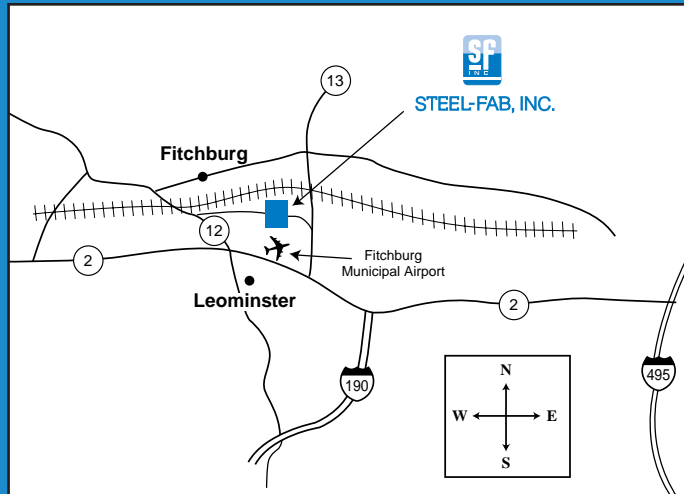 SF
INC
STEEL-FAB, INC.
13
Fitchburg
12
2
Fitchburg
Municipal Airport
Leominster
2
190
495
N
W E
S